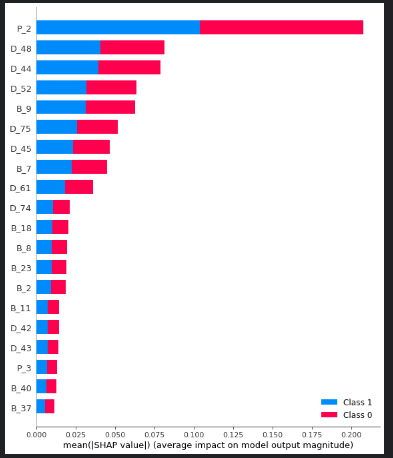 P_2
D_48
D_44
D_52
B_9
D_75
D_45
B_7
D_61
D_74
B_18
B_8
B_23
B_2
B_11
D_42
D_43
P_3
B_40
B_37
Class 1
Class 0
0.000 0.025 0.050 0.075 0.100 0.125 0.150 0.175 0.200
mean(|SHAP value|) (average impact on model output magnitude)